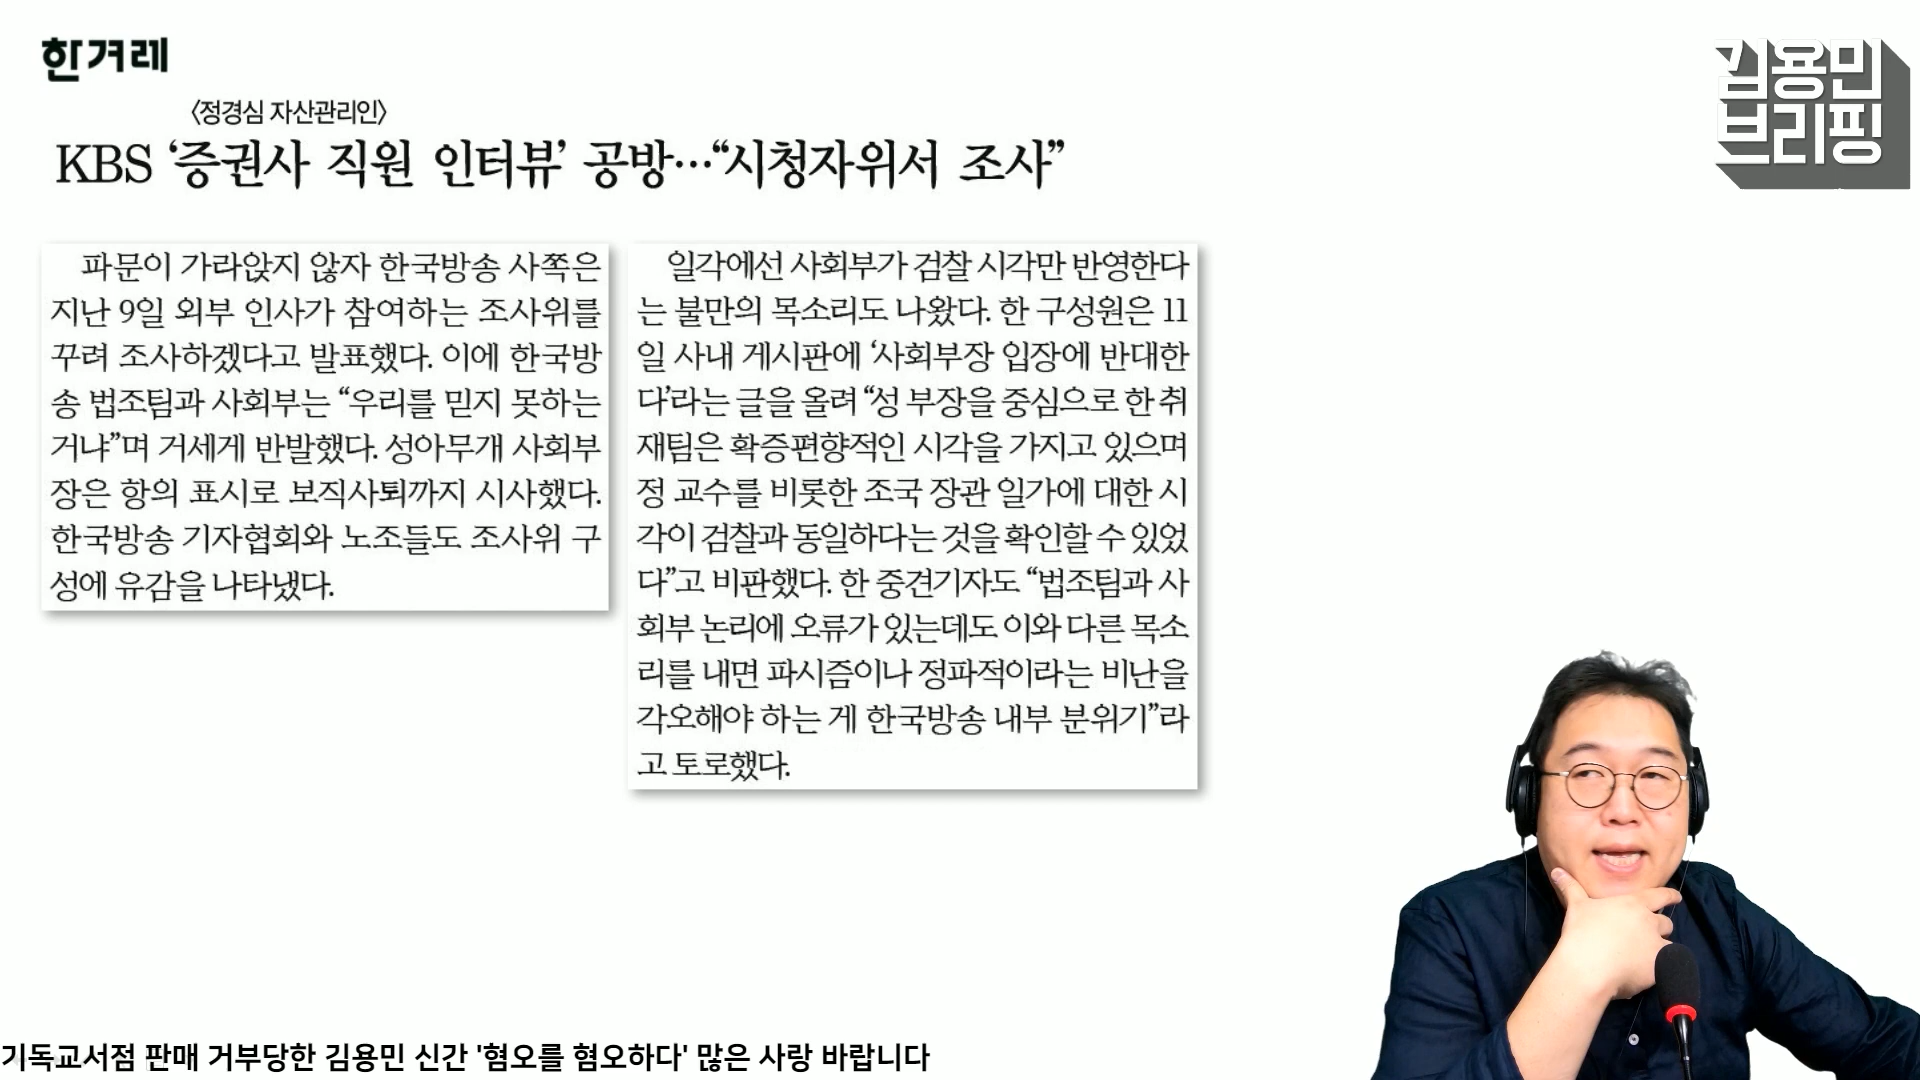 한겨레
김용민
브리핑
〈정경심 자산관리인〉
KBS ‘증권사 직원 인터뷰’ 공방…“시청자위서 조사”
파문이 가라앉지 않자 한국방송 사쪽은
지난 9일 외부 인사가 참여하는 조사위를
꾸려 조사하겠다고 발표했다. 이에 한국방
송 법조팀과 사회부는 “우리를 믿지 못하는
거냐”며 거세게 반발했다. 성아무개 사회부
장은 항의 표시로 보직사퇴까지 시사했다.
한국방송 기자협회와 노조들도 조사위 구
성에 유감을 나타냈다.
일각에선 사회부가 검찰 시각만 반영한다
는 불만의 목소리도 나왔다. 한 구성원은 11
일 사내 게시판에 ‘사회부장 입장에 반대한
다’라는 글을 올려 “성 부장을 중심으로 한 취
재팀은 확증편향적인 시각을 가지고 있으며
정 교수를 비롯한 조국 장관 일가에 대한 시
각이 검찰과 동일하다는 것을 확인할 수 있었
다”고 비판했다. 한 중견기자도 “법조팀과 사
회부 논리에 오류가 있는데도 이와 다른 목소
리를 내면 파시즘이나 정파적이라는 비난을
각오해야 하는 게 한국방송 내부 분위기”라
고 토로했다.
기독교서점 판매 거부당한 김용민 신간 '혐오를 혐오하다' 많은 사랑 바랍니다